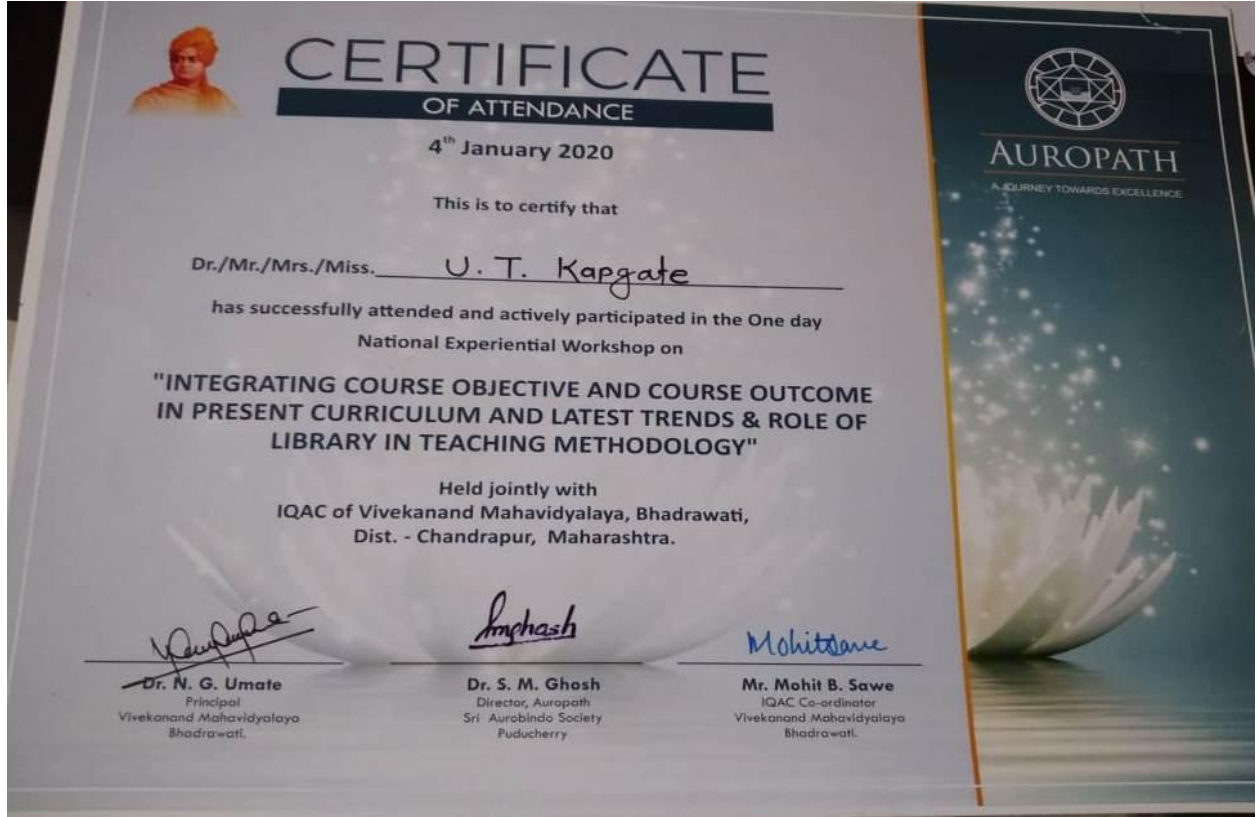 CERTIFICATE
OF ATTENDANCE
4th January 2020
This is to certify that
Dr./Mr./Mrs./Miss. U. T. Kapgate
has successfully attended and actively participated in the One day
National Experiential Workshop on
"INTEGRATING COURSE OBJECTIVE AND COURSE OUTCOME
IN PRESENT CURRICULUM AND LATEST TRENDS & ROLE OF
LIBRARY IN TEACHING METHODOLOGY"
Held jointly with
IQAC of Vivekanand Mahavidyalaya, Bhadrawati,
Dist. - Chandrapur, Maharashtra.
Mohitsawe
Dr. N. G. Umate
Principal
Vivekanand Mahavidyalaya
Bhadrawati.
Dr. S. M. Ghosh
Director, Auropath
Sri Aurobindo Society
Puducherry
Mr. Mohit B. Sawe
IQAC Co-ordinator
Vivekanand Mahavidyalaya
Bhadrawati.
AUROPATH
A JOURNEY TOWARDS EXCELLENCE